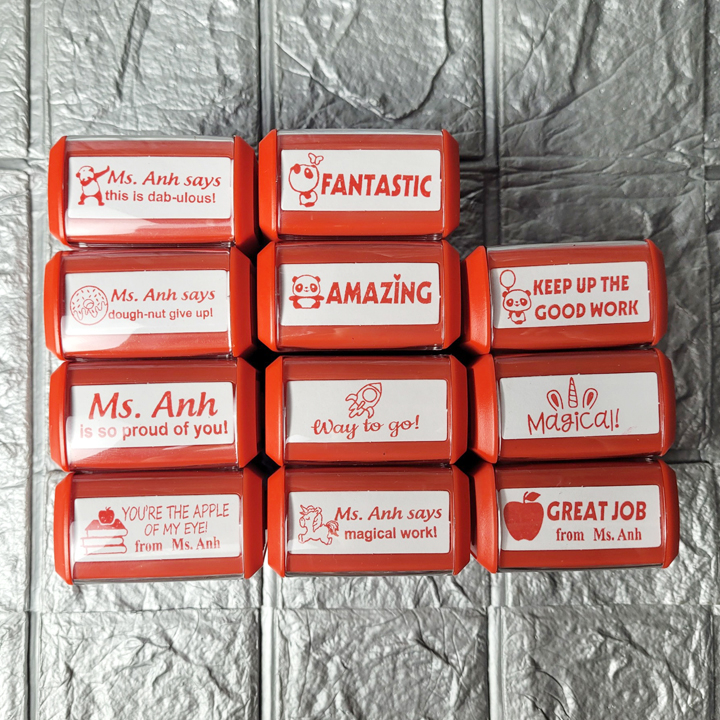 Ms. Anh says
this is dab-ulous!
FANTASTIC
Ms. Anh says
dough-nut give up!
AMAZING
KEEP UP THE
GOOD WORK
Ms. Anh
is so proud of you!
Way to go!
Magical!
YOU'RE THE APPLE
OF MY EYE!
from Ms. Anh
Ms. Anh says
magical work!
GREAT JOB
from Ms. Anh